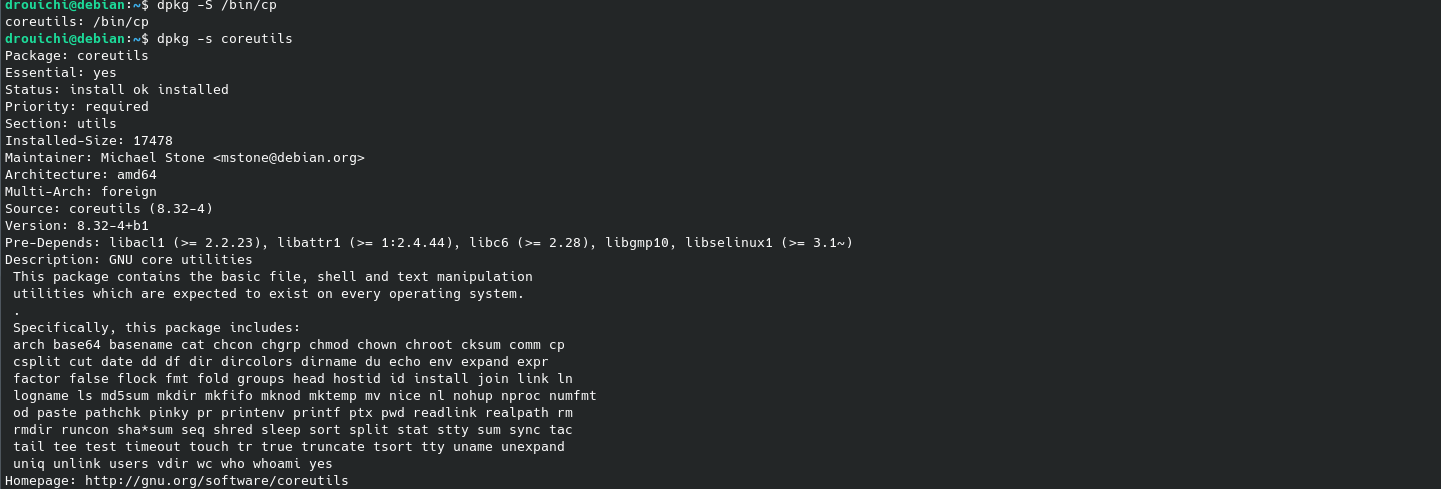 drouichi@debian:~$ dpkg -S /bin/cp
coreutils: /bin/cp
drouichi@debian:~$ dpkg -s coreutils
Package: coreutils
Essential: yes
Status: install ok installed
Priority: required
Section: utils
Installed-Size: 17478
Maintainer: Michael Stone <mstone@debian.org>
Architecture: amd64
Multi-Arch: foreign
Source: coreutils (8.32-4)
Version: 8.32-4+b1
Pre-Depends: libacl1 (>= 2.2.23), libattr1 (>= 1:2.4.44), libc6 (>= 2.28), libgmp10, libselinux1 (>= 3.1~)
Description: GNU core utilities
 This package contains the basic file, shell and text manipulation
 utilities which are expected to exist on every operating system.
 .
 Specifically, this package includes:
 arch base64 basename cat chcon chgrp chmod chown chroot cksum comm cp
 csplit cut date dd df dir dircolors dirname du echo env expand expr
 factor false flock fmt fold groups head hostid id install join link ln
 logname ls md5sum mkdir mkfifo mknod mktemp mv nice nl nohup nproc numfmt
 od paste pathchk pinky pr printenv printf ptx pwd readlink realpath rm
 rmdir runcon sha*sum seq shred sleep sort split stat stty sum sync tac
 tail tee test timeout touch tr true truncate tsort tty uname unexpand
 uniq unlink users vdir wc who whoami yes
Homepage: http://gnu.org/software/coreutils